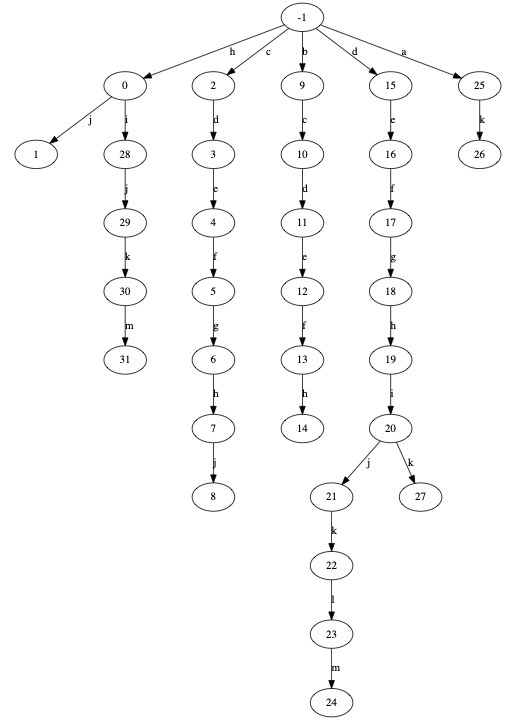 -1
h c b d a
0 2 9 15 25
j i d c e k
1 28 3 10 16 26
j e d f
29 4 11 17
k f e g
30 5 12 18
m g f h
31 6 13 19
h h i
7 14 20
j j k
8 21 27
k
22
l
23
m
24